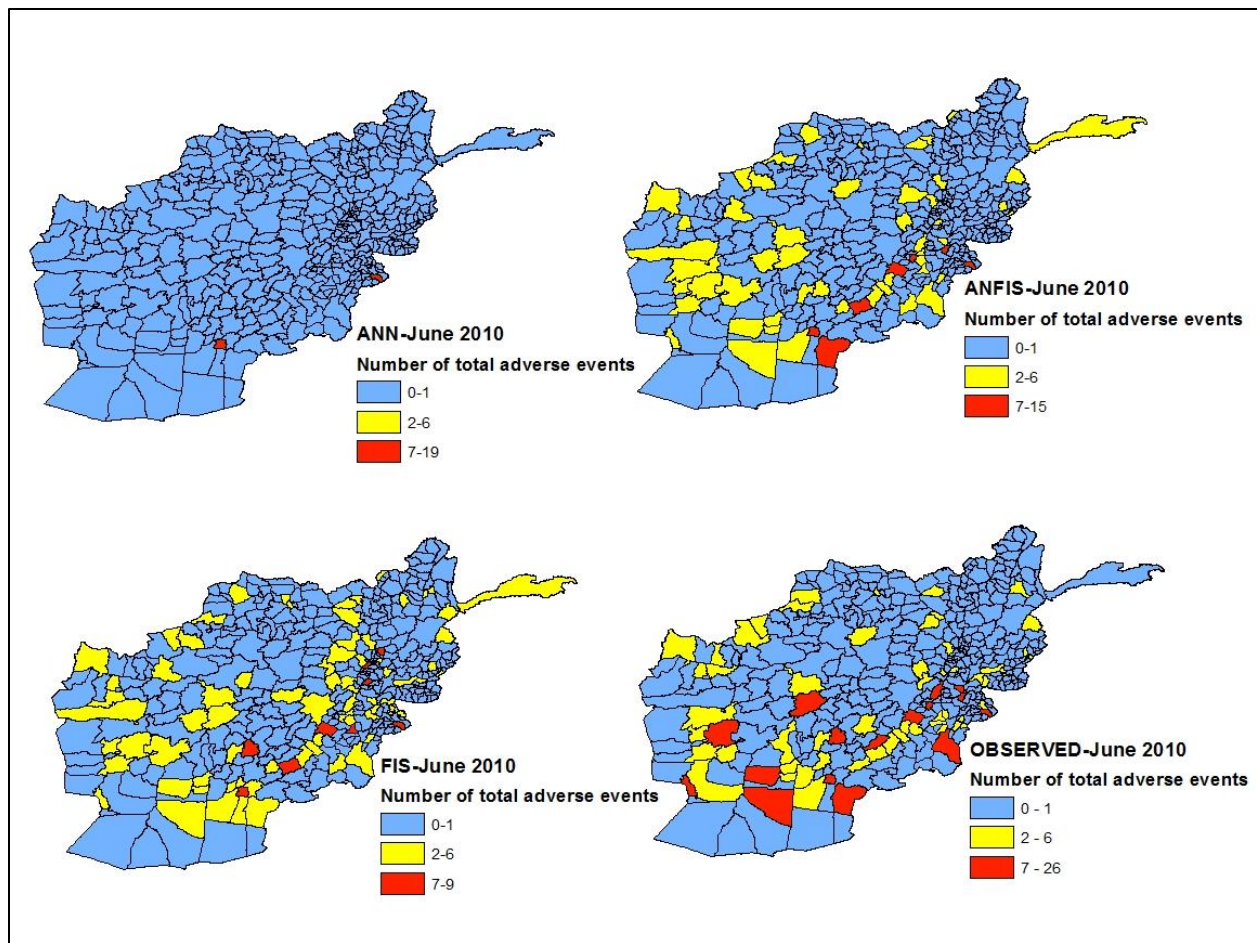 ANN-June 2010
Number of total adverse events
0-1
2-6
7-19
ANFIS-June 2010
Number of total adverse events
0-1
2-6
7-15
FIS-June 2010
Number of total adverse events
0-1
2-6
7-9
OBSERVED-June 2010
Number of total adverse events
0 - 1
2 - 6
7 - 26